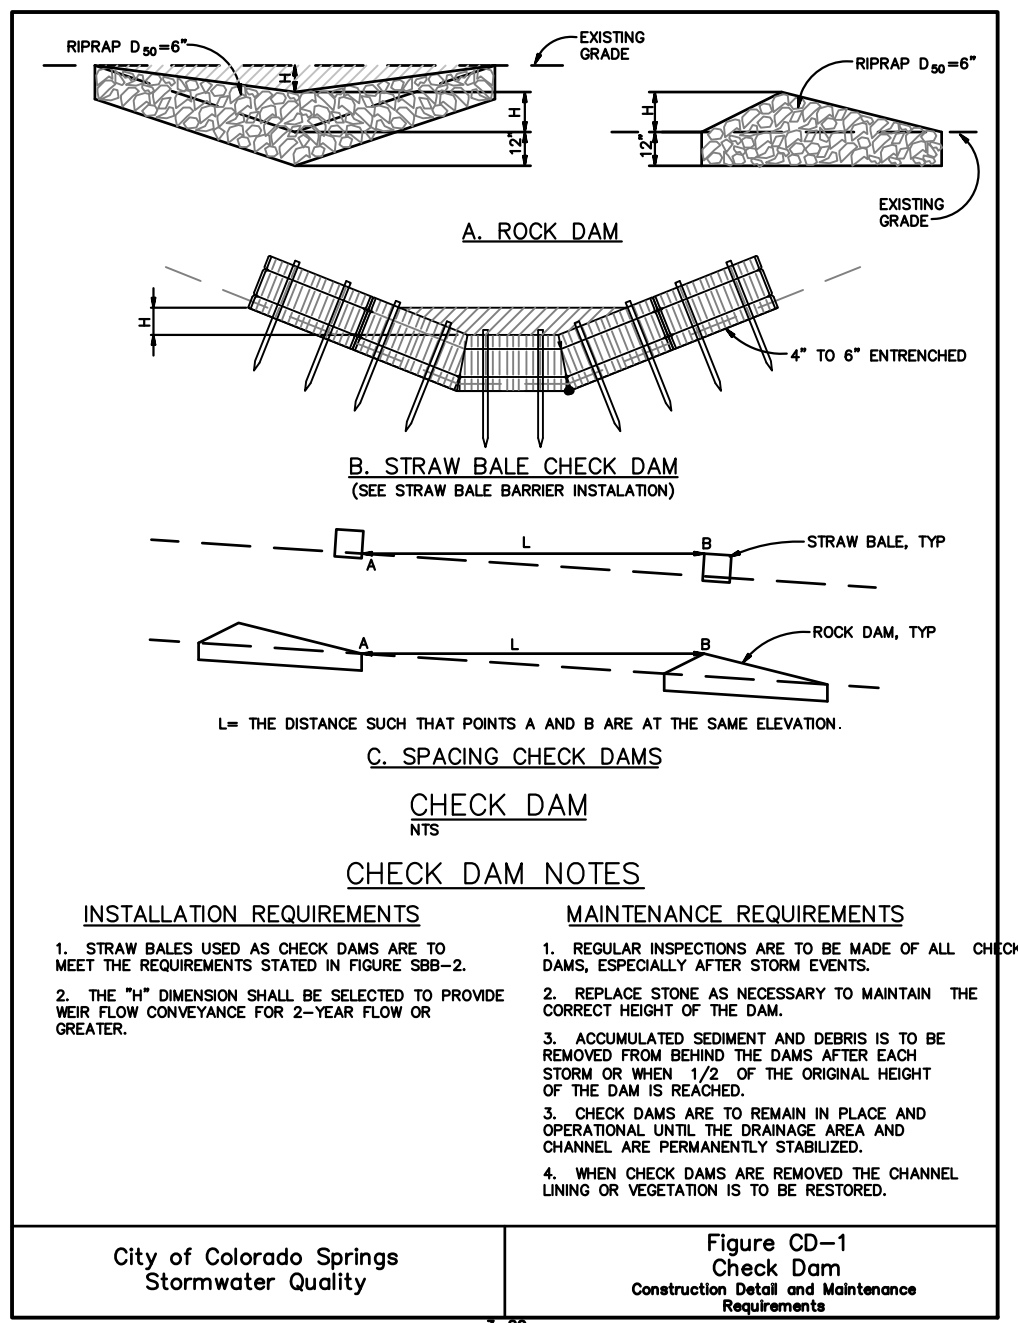 RIPRAP D50=6"
EXISTING
GRADE
H
H
12"
RIPRAP D50=6"
H
12"
EXISTING
GRADE
A. ROCK DAM
H
4" TO 6" ENTRENCHED
B. STRAW BALE CHECK DAM
(SEE STRAW BALE BARRIER INSTALATION)
L
A
B
STRAW BALE, TYP
A
L
B
ROCK DAM, TYP
L= THE DISTANCE SUCH THAT POINTS A AND B ARE AT THE SAME ELEVATION.
C. SPACING CHECK DAMS
CHECK DAM
NTS
CHECK DAM NOTES
INSTALLATION REQUIREMENTS
1. STRAW BALES USED AS CHECK DAMS ARE TO
MEET THE REQUIREMENTS STATED IN FIGURE SBB-2.
2. THE "H" DIMENSION SHALL BE SELECTED TO PROVIDE
WEIR FLOW CONVEYANCE FOR 2-YEAR FLOW OR
GREATER.
MAINTENANCE REQUIREMENTS
1. REGULAR INSPECTIONS ARE TO BE MADE OF ALL CHECK
DAMS, ESPECIALLY AFTER STORM EVENTS.
2. REPLACE STONE AS NECESSARY TO MAINTAIN THE
CORRECT HEIGHT OF THE DAM.
3. ACCUMULATED SEDIMENT AND DEBRIS IS TO BE
REMOVED FROM BEHIND THE DAMS AFTER EACH
STORM OR WHEN 1/2 OF THE ORIGINAL HEIGHT
OF THE DAM IS REACHED.
3. CHECK DAMS ARE TO REMAIN IN PLACE AND
OPERATIONAL UNTIL THE DRAINAGE AREA AND
CHANNEL ARE PERMANENTLY STABILIZED.
4. WHEN CHECK DAMS ARE REMOVED THE CHANNEL
LINING OR VEGETATION IS TO BE RESTORED.
City of Colorado Springs
Stormwater Quality
Figure CD-1
Check Dam
Construction Detail and Maintenance
Requirements